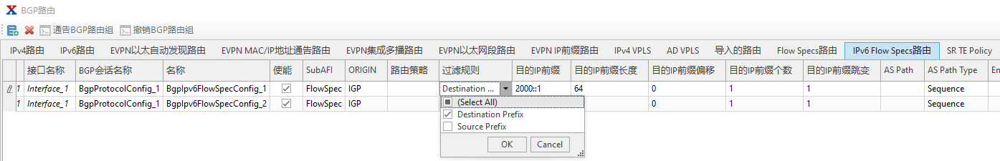 BGP路由
通告BGP路由组 撤销BGP路由组
IPv4路由 IPv6路由 EVPN以太自动发现路由 EVPN MAC/IP地址通告路由 EVPN集成多播路由 EVPN以太网段路由 EVPN IP前缀路由 IPv4 VPLS AD VPLS 导入的路由 Flow Specs路由 IPv6 Flow Specs路由 SR TE Policy
接口名称 BGP会话名称 名称 使能 SubAFI ORIGIN 路由策略 过滤规则 目的IP前缀 目的IP前缀长度 目的IP前缀偏移 目的IP前缀个数 目的IP前缀跳变 AS Path AS Path Type En
1 Interface_1 BgpProtocolConfig_1 BgpIpv6FlowSpecConfig_1 FlowSpec IGP Destination ... 2000::1 64 0 1 1 Sequence
1 Interface_1 BgpProtocolConfig_1 BgpIpv6FlowSpecConfig_2 FlowSpec IGP 0 1 1 Sequence
(Select All)
Destination Prefix
Source Prefix
OK Cancel